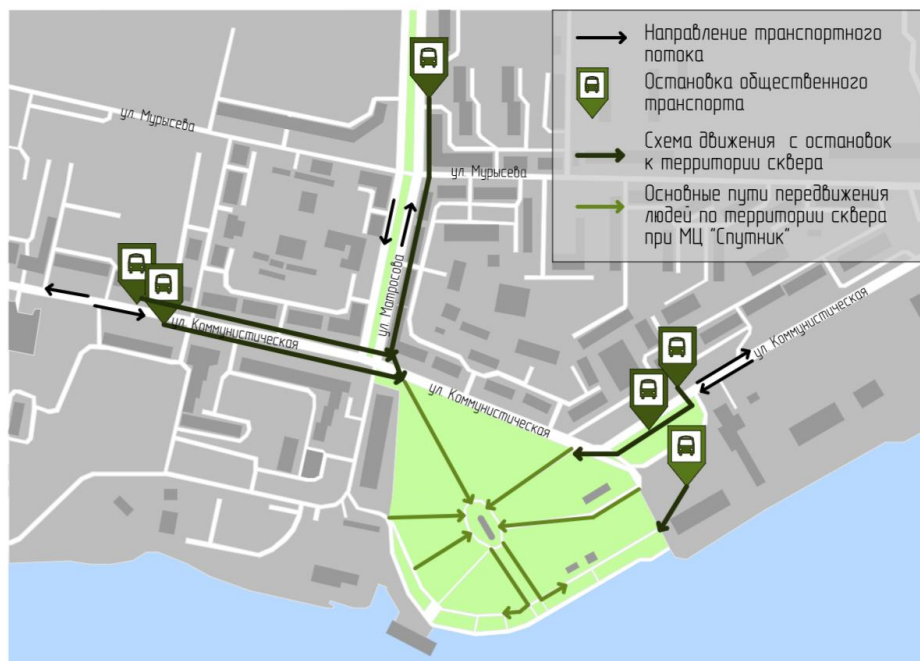 Направление транспортного
потока
Остановка общественного
транспорта
Схема движения с остановок
к территории сквера
Основные пути передвижения
людей по территории сквера
при МЦ "Спутник"
ул. Мурысева
ул. Мурысева
ул. Матросова
ул. Коммунистическая
ул. Коммунистическая
ул. Коммунистическая